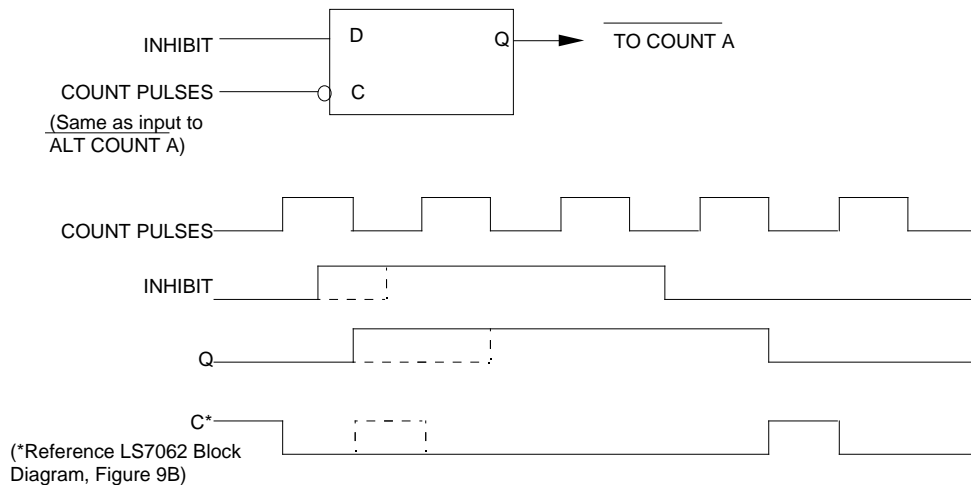 INHIBIT
D
Q
TO COUNT A
COUNT PULSES
C
(Same as input to
ALT COUNT A)
COUNT PULSES
INHIBIT
Q
C*
(*Reference LS7062 Block
Diagram, Figure 9B)